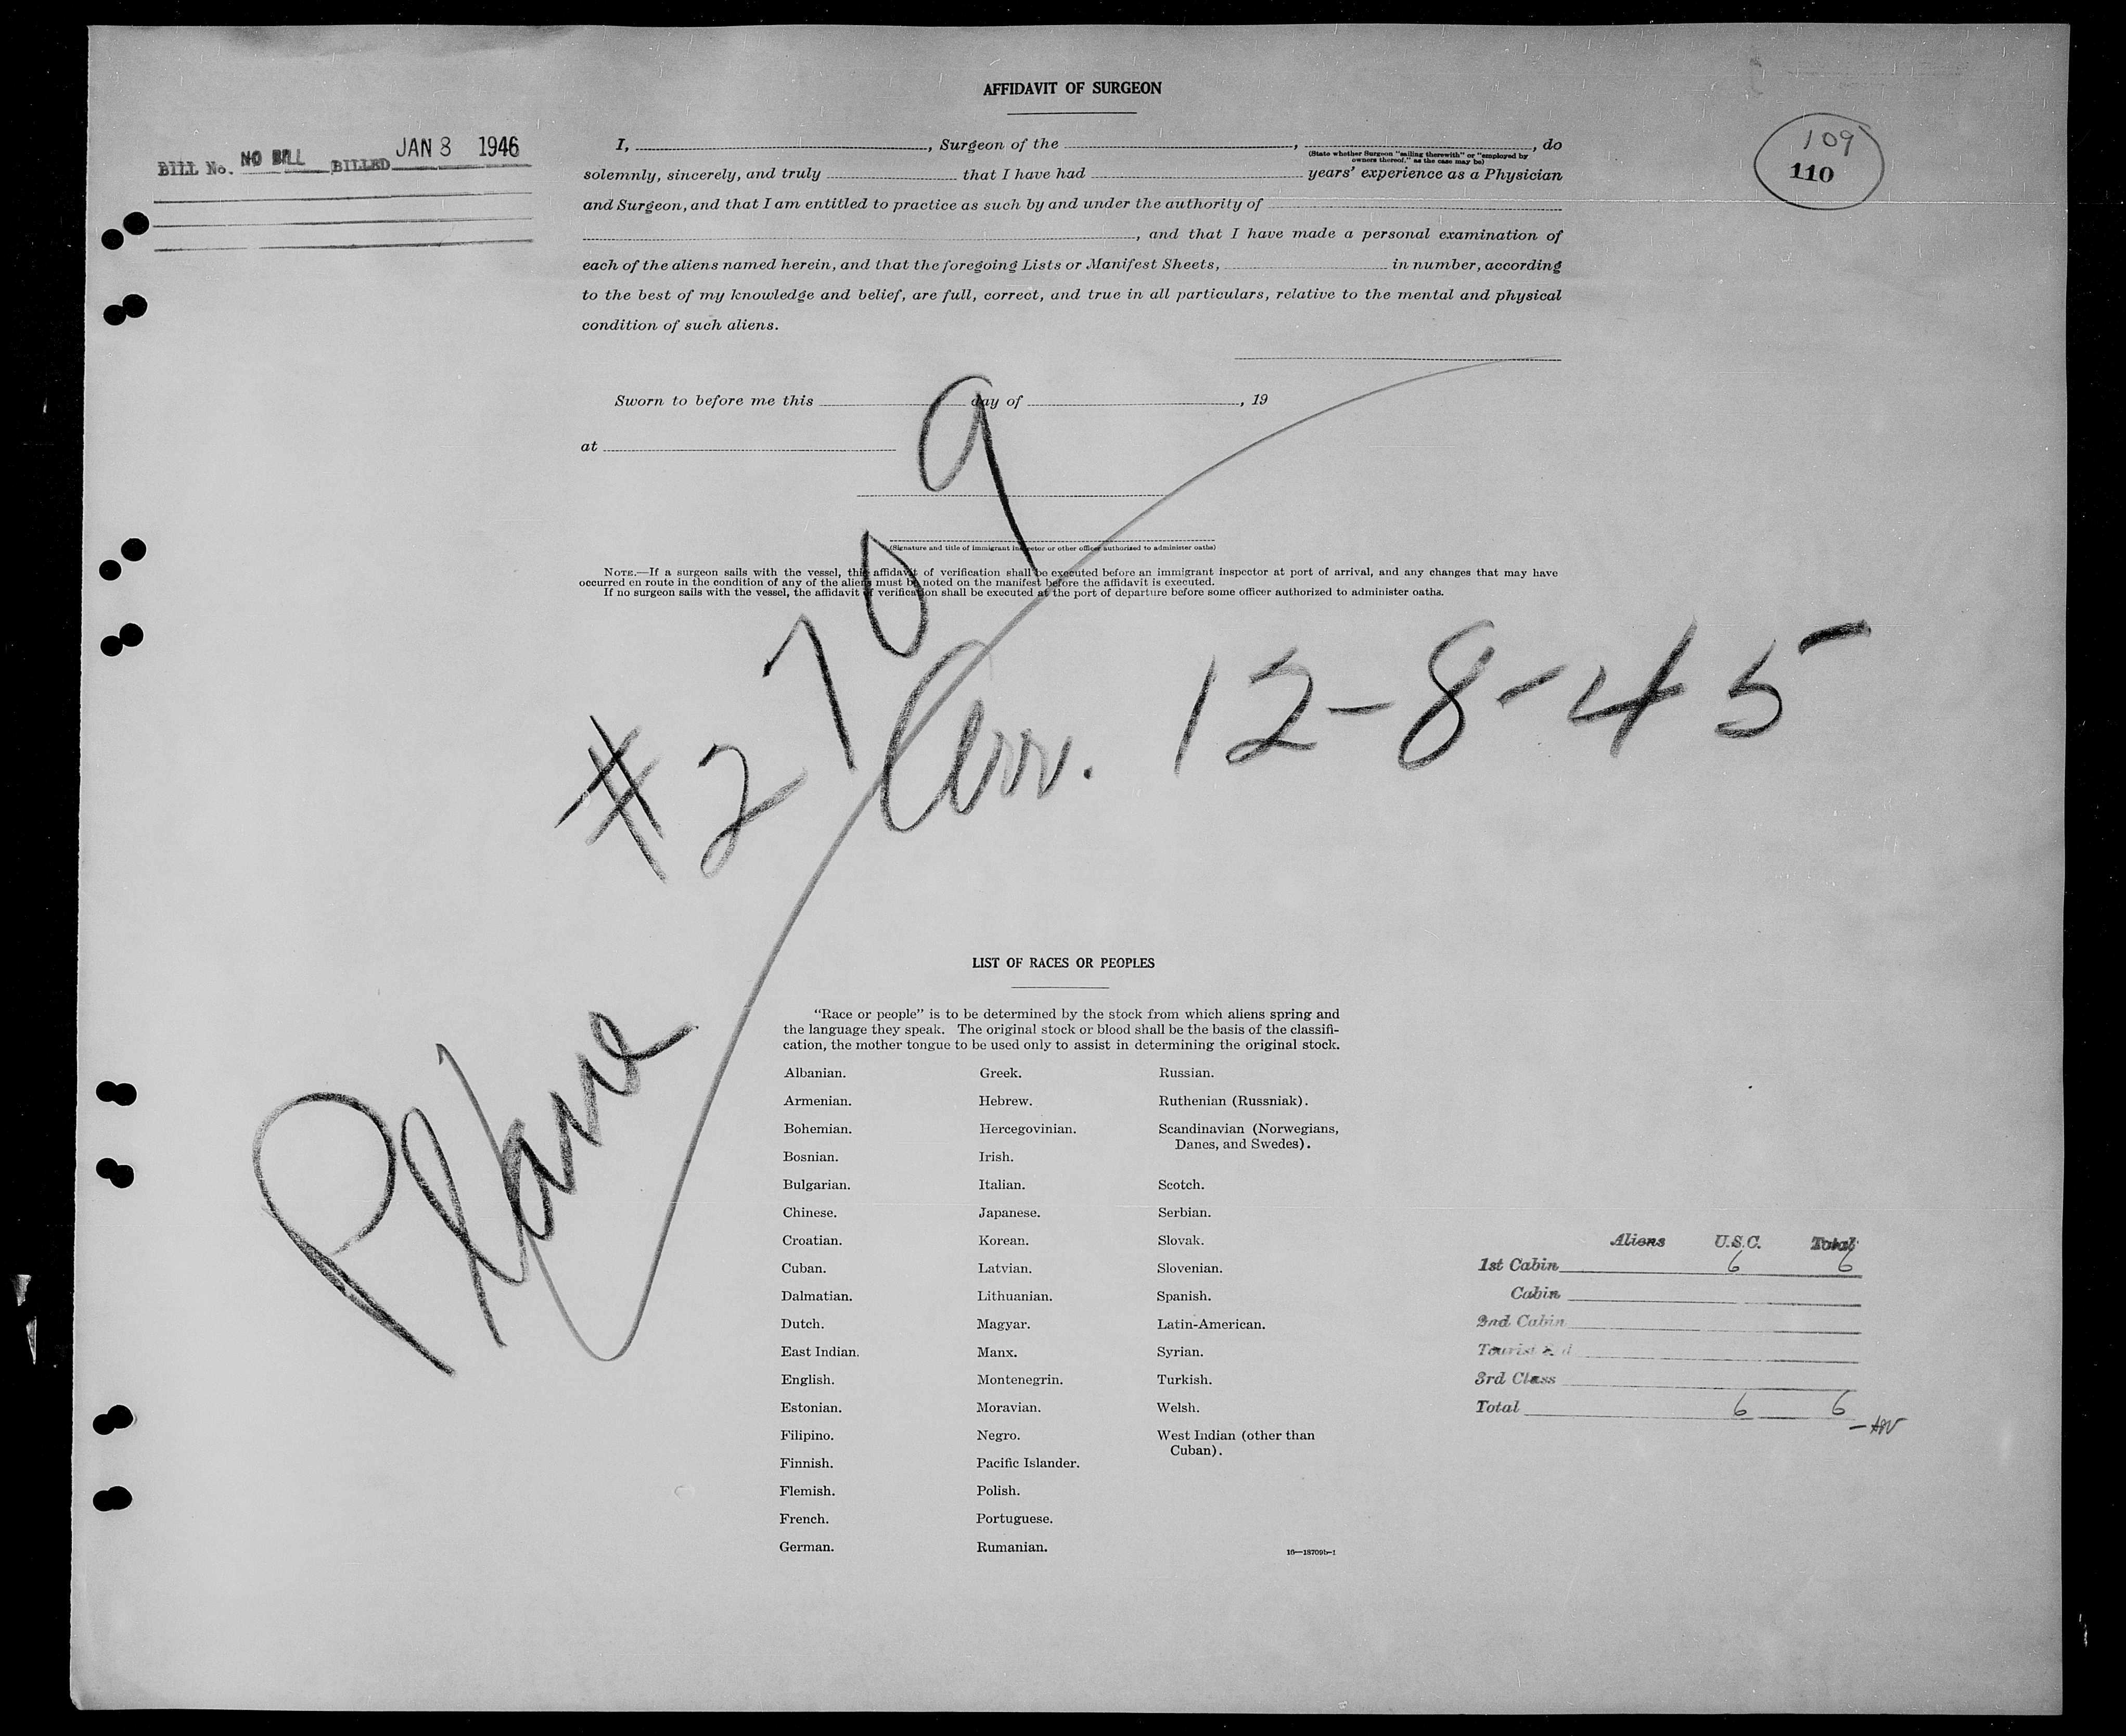 AFFIDAVIT OF SURGEON
BILL No. NO BILL BILLED JAN 3 1946
109
110
I, , Surgeon of the , , do
(State whether Surgeon "sailing therewith" or "employed by
owners thereof," as the case may be)
solemnly, sincerely, and truly that I have had years' experience as a Physician
and Surgeon, and that I am entitled to practice as such by and under the authority of
, and that I have made a personal examination of
each of the aliens named herein, and that the foregoing Lists or Manifest Sheets, in number, according
to the best of my knowledge and belief, are full, correct, and true in all particulars, relative to the mental and physical
condition of such aliens.
Sworn to before me this day of , 19
at
(Signature and title of immigrant inspector or other officer authorized to administer oaths)
NOTE.—If a surgeon sails with the vessel, this affidavit of verification shall be executed before an immigrant inspector at port of arrival, and any changes that may have
occurred en route in the condition of any of the aliens must be noted on the manifest before the affidavit is executed.
If no surgeon sails with the vessel, the affidavit of verification shall be executed at the port of departure before some officer authorized to administer oaths.
Plane #2709
Arr. 12-8-45
LIST OF RACES OR PEOPLES
"Race or people" is to be determined by the stock from which aliens spring and
the language they speak. The original stock or blood shall be the basis of the classifi-
cation, the mother tongue to be used only to assist in determining the original stock.
Albanian.
Armenian.
Bohemian.
Bosnian.
Bulgarian.
Chinese.
Croatian.
Cuban.
Dalmatian.
Dutch.
East Indian.
English.
Estonian.
Filipino.
Finnish.
Flemish.
French.
German.
Greek.
Hebrew.
Hercegovinian.
Irish.
Italian.
Japanese.
Korean.
Latvian.
Lithuanian.
Magyar.
Manx.
Montenegrin.
Moravian.
Negro.
Pacific Islander.
Polish.
Portuguese.
Rumanian.
Russian.
Ruthenian (Russniak).
Scandinavian (Norwegians,
Danes, and Swedes).
Scotch.
Serbian.
Slovak.
Slovenian.
Spanish.
Latin-American.
Syrian.
Turkish.
Welsh.
West Indian (other than
Cuban).
16—18709b-1
Aliens U.S.C. Total
1st Cabin 6 6
Cabin
2nd Cabin
Tourist
3rd Class
Total 6 6